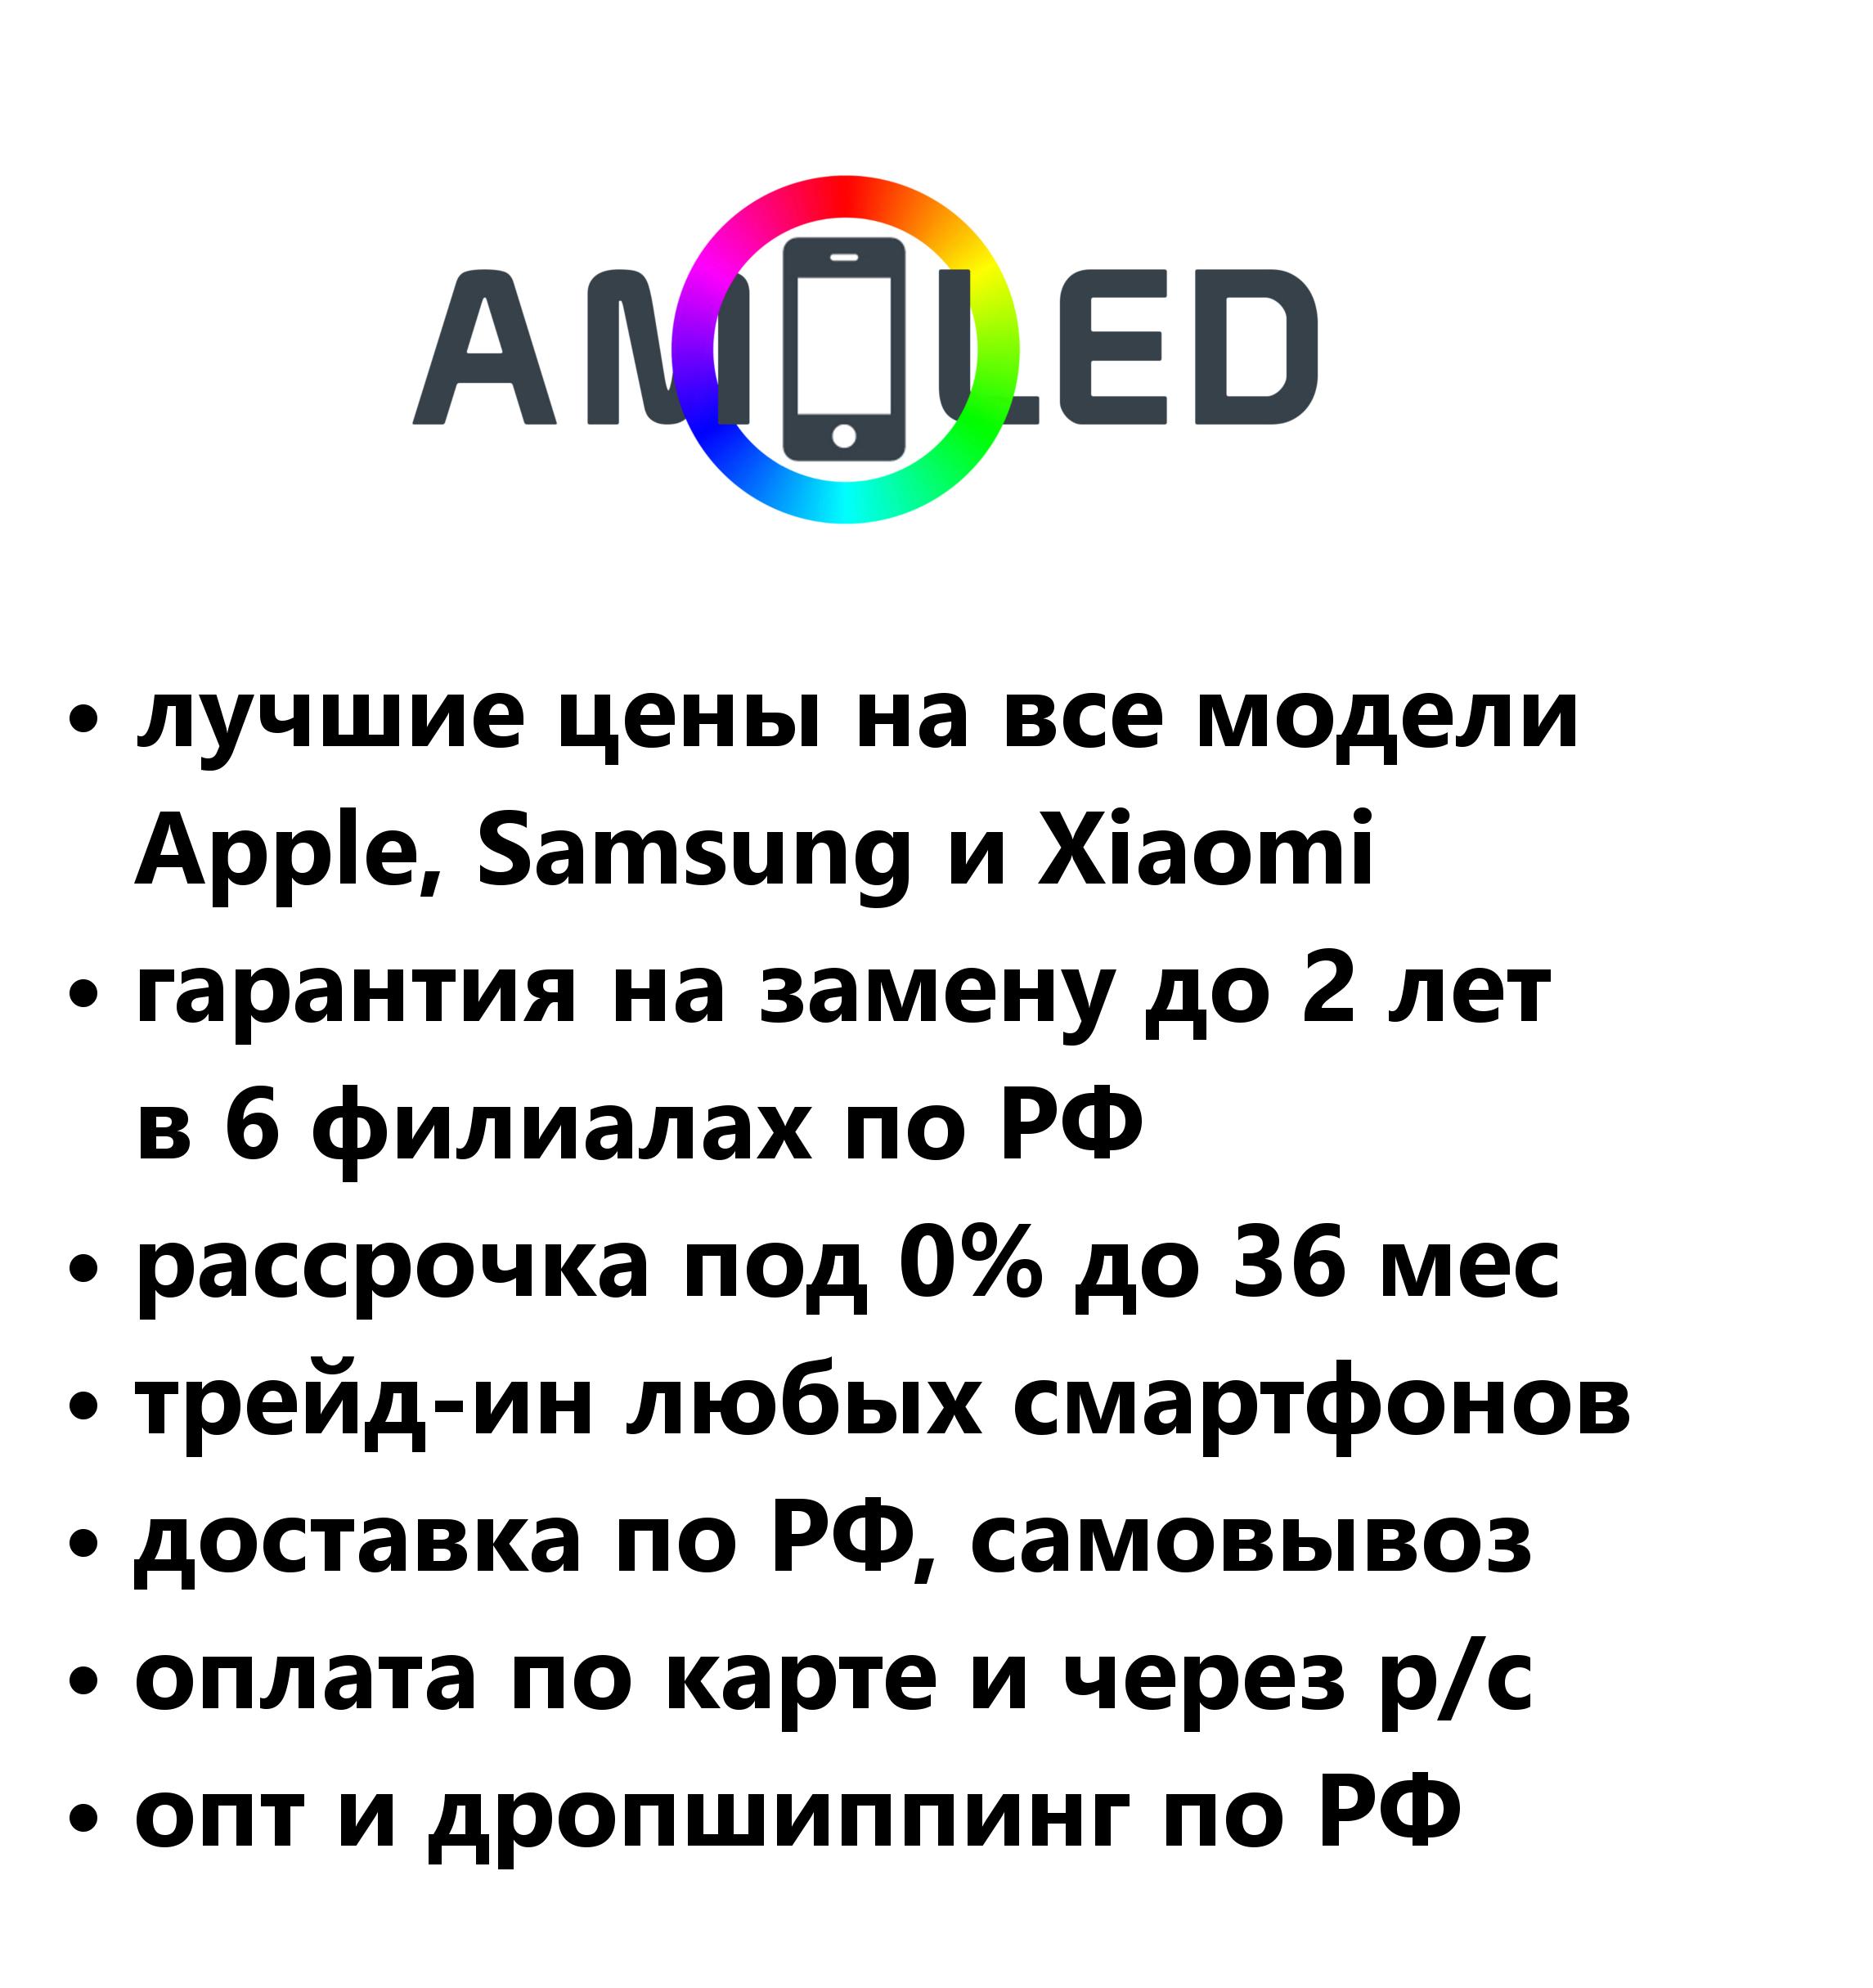 AMOLED
• лучшие цены на все модели
Apple, Samsung и Xiaomi
• гарантия на замену до 2 лет
в 6 филиалах по РФ
• рассрочка под 0% до 36 мес
• трейд-ин любых смартфонов
• доставка по РФ, самовывоз
• оплата по карте и через р/с
• опт и дропшиппинг по РФ